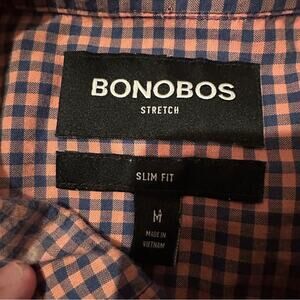 BONOBOS
STRETCH
SLIM FIT
M
MADE IN
VIETNAM